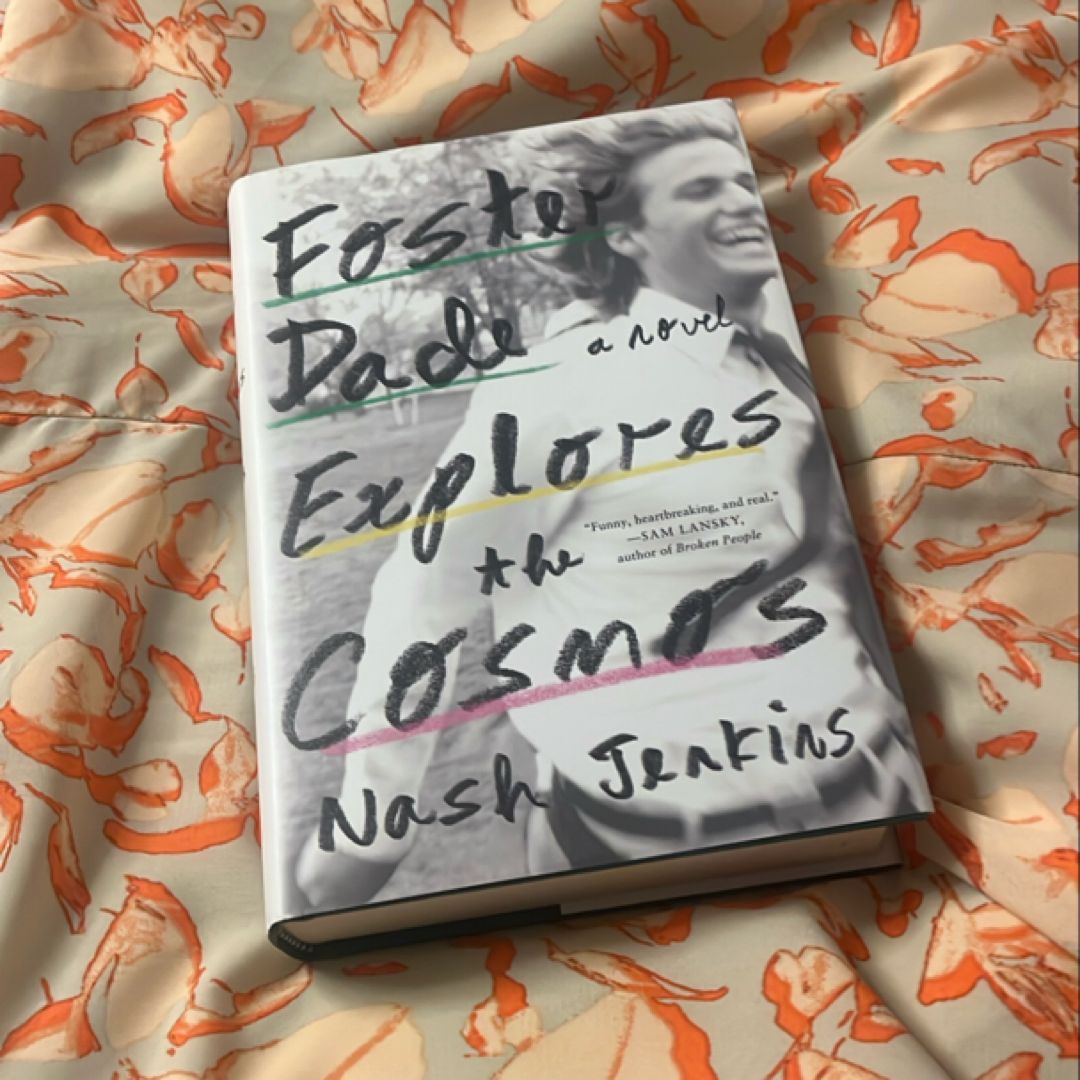 Foster
Dade
a novel
Explores
"Funny, heartbreaking, and real."
—SAM LANSKY,
author of Broken People
the
Cosmos
Nash Jenkins